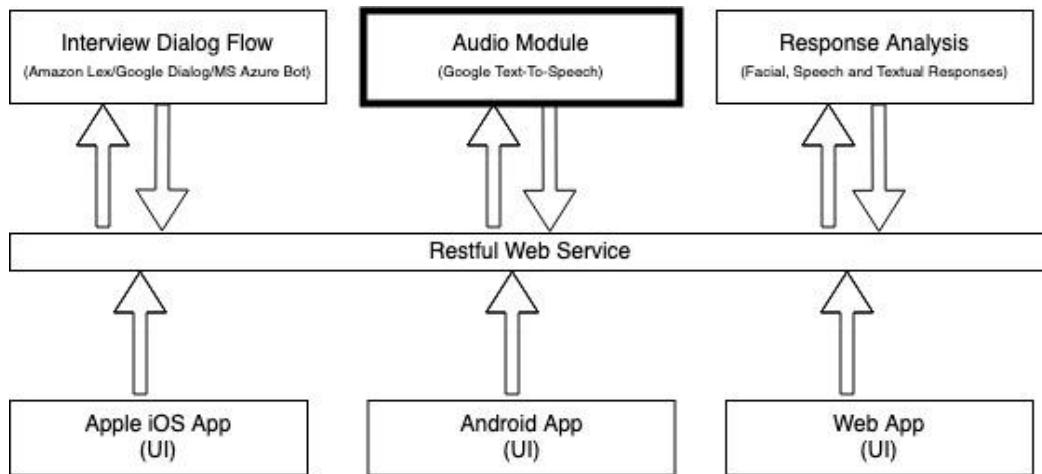 Interview Dialog Flow
(Amazon Lex/Google Dialog/MS Azure Bot)
Audio Module
(Google Text-To-Speech)
Response Analysis
(Facial, Speech and Textual Responses)
Restful Web Service
Apple iOS App
(UI)
Android App
(UI)
Web App
(UI)